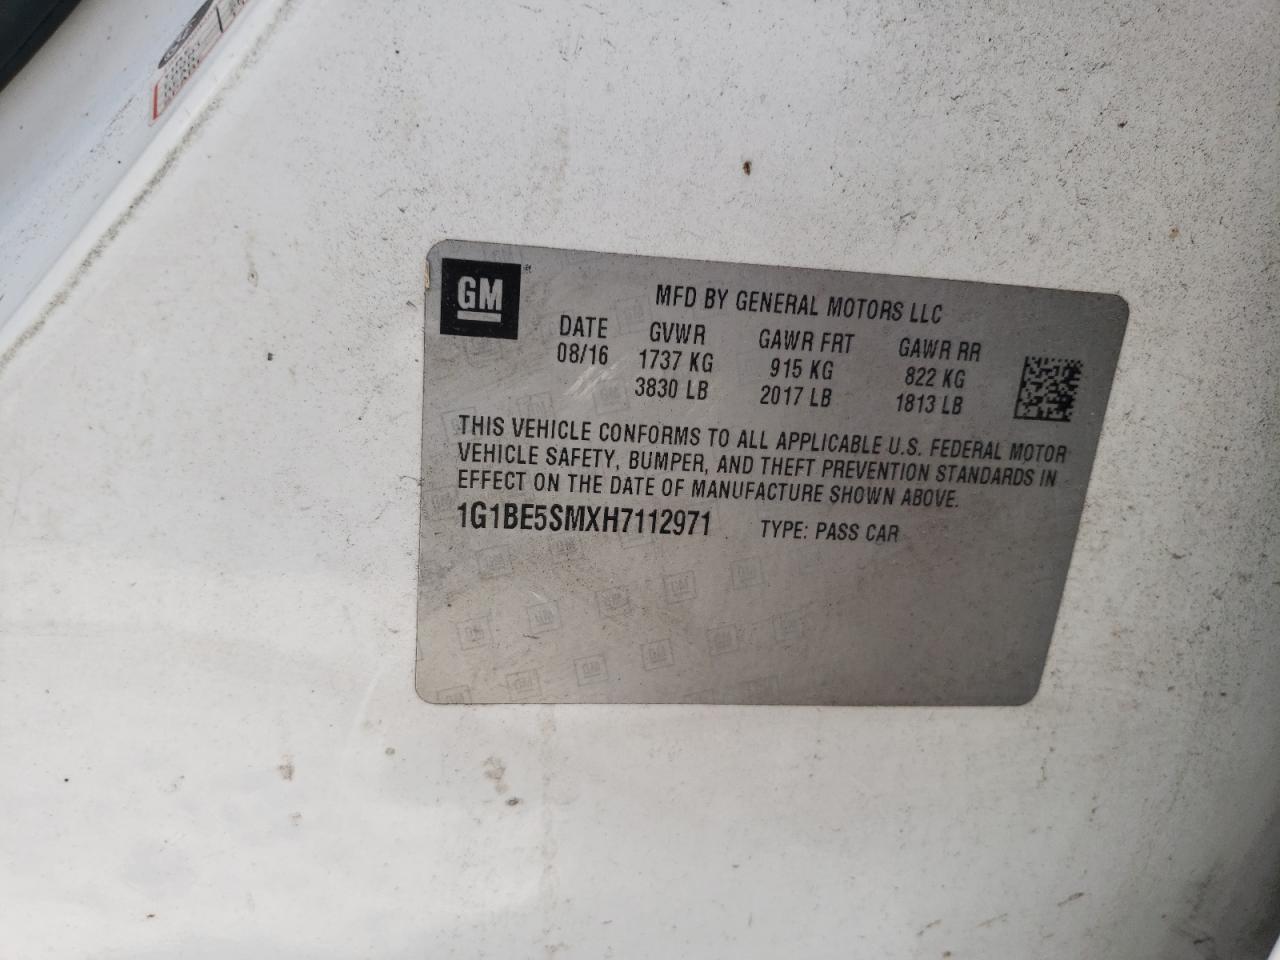 GM
MFD BY GENERAL MOTORS LLC
DATE GVWR GAWR FRT GAWR RR
08/16 1737 KG 915 KG 822 KG
3830 LB 2017 LB 1813 LB
THIS VEHICLE CONFORMS TO ALL APPLICABLE U.S. FEDERAL MOTOR
VEHICLE SAFETY, BUMPER, AND THEFT PREVENTION STANDARDS IN
EFFECT ON THE DATE OF MANUFACTURE SHOWN ABOVE.
1G1BE5SMXH7112971 TYPE: PASS CAR